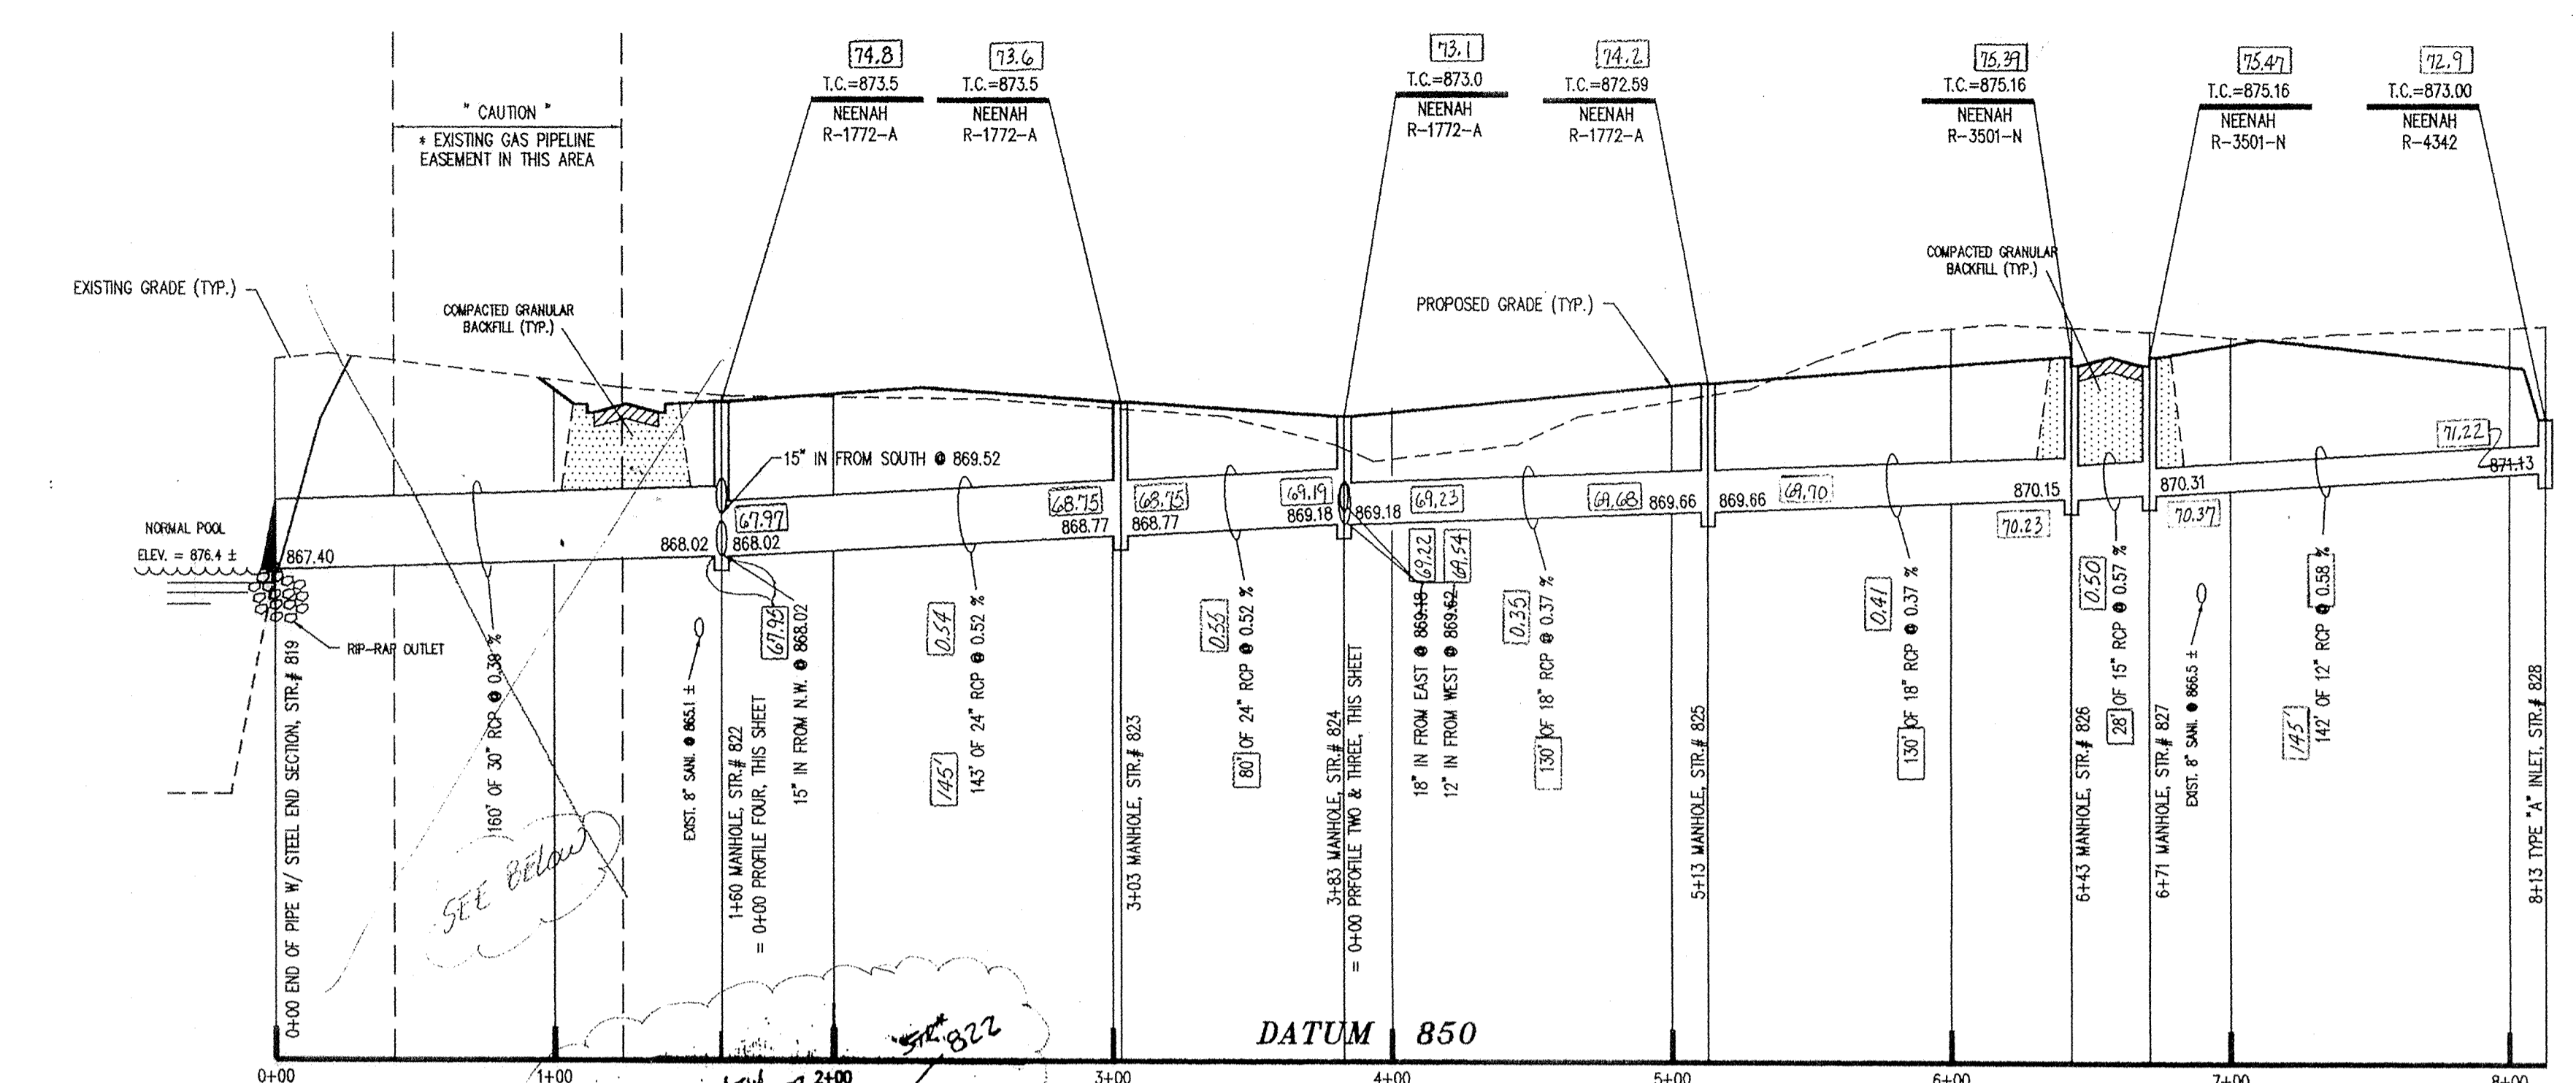 74.8
T.C.=873.5
NEENAH
R-1772-A
73.6
T.C.=873.5
NEENAH
R-1772-A
73.1
T.C.=873.0
NEENAH
R-1772-A
74.2
T.C.=872.59
NEENAH
R-1772-A
75.39
T.C.=875.16
NEENAH
R-3501-N
75.47
T.C.=875.16
NEENAH
R-3501-N
72.9
T.C.=873.00
NEENAH
R-4342
" CAUTION "
* EXISTING GAS PIPELINE
EASEMENT IN THIS AREA
EXISTING GRADE (TYP.)
COMPACTED GRANULAR
BACKFILL (TYP.)
PROPOSED GRADE (TYP.)
COMPACTED GRANULAR
BACKFILL (TYP.)
15" IN FROM SOUTH @ 869.52
NORMAL POOL
ELEV. = 876.4 ±
867.40
868.02
67.97
868.02
68.75
868.77
68.75
868.77
69.19
869.18
869.18
69.23
69.68
869.66
869.66
69.70
870.15
70.23
870.31
70.37
71.22
871.13
RIP-RAP OUTLET
0+00 END OF PIPE W/ STEEL END SECTION, STR.# 819
160' OF 30" RCP @ 0.38 %
SEE BELOW
EXIST. 8" SANI. @ 865.1 ±
1+60 MANHOLE, STR.# 822
= 0+00 PROFILE FOUR, THIS SHEET
67.96
15" IN FROM N.W. @ 868.02
0.54
145'
143' OF 24" RCP @ 0.52 %
3+03 MANHOLE, STR.# 823
0.55
80' OF 24" RCP @ 0.52 %
3+83 MANHOLE, STR.# 824
= 0+00 PRFOFILE TWO & THREE, THIS SHEET
69.22
18" IN FROM EAST @ 869.18
69.54
12" IN FROM WEST @ 869.62
0.35
130' OF 18" RCP @ 0.37 %
5+13 MANHOLE, STR.# 825
0.41
130' OF 18" RCP @ 0.37 %
6+43 MANHOLE, STR.# 826
0.50
28' OF 15" RCP @ 0.57 %
6+71 MANHOLE, STR.# 827
EXIST. 8" SANI. @ 866.5 ±
145'
142' OF 12" RCP @ 0.58 %
8+13 TYPE "A" INLET, STR.# 828
STR.# 822
DATUM 850
0+00
1+00
2+00
3+00
4+00
5+00
6+00
7+00
8+00